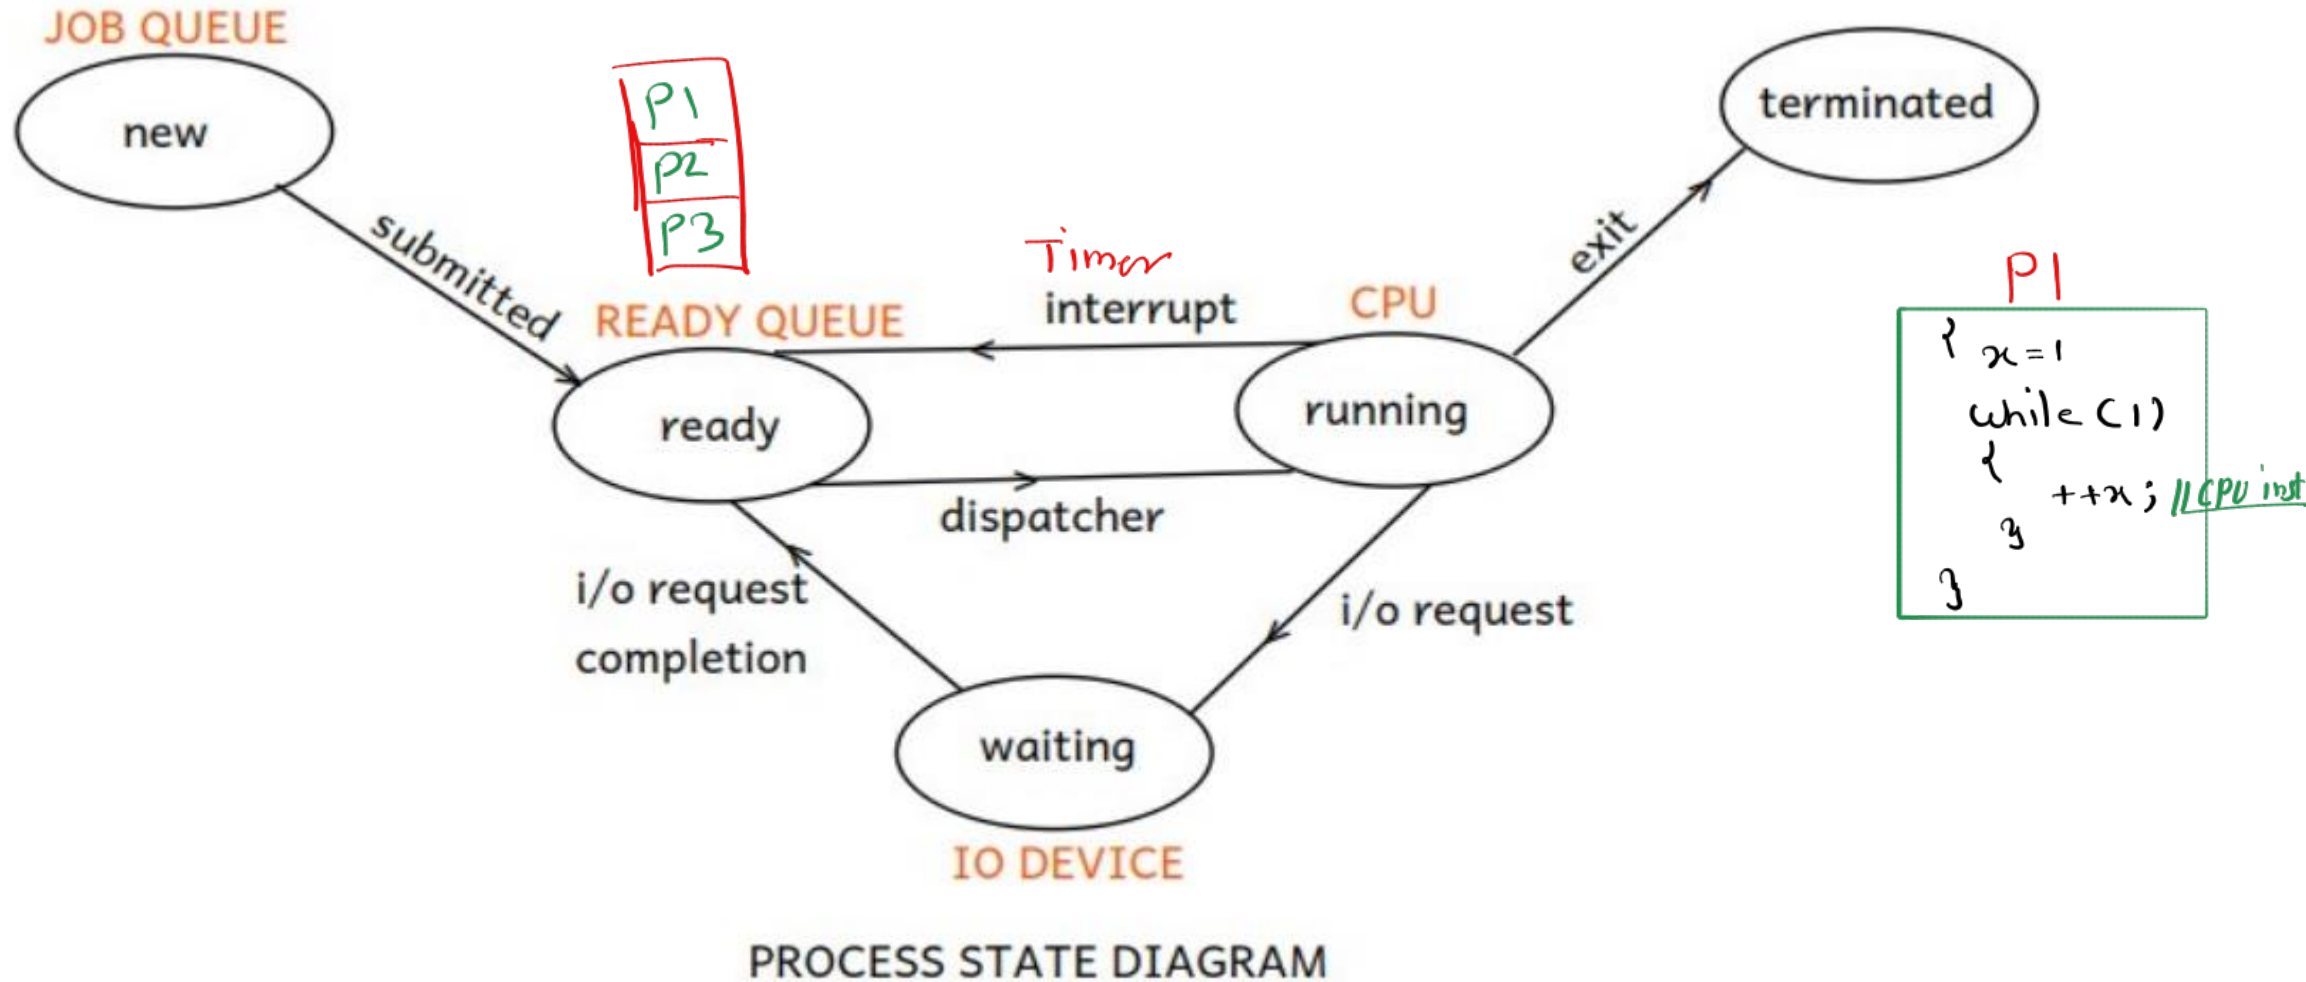 JOB QUEUE
new
submitted
P1
P2
P3
READY QUEUE
ready
Timer
interrupt
dispatcher
CPU
running
exit
terminated
i/o request
completion
i/o request
waiting
IO DEVICE
P1
{ x=1
while (1)
{
++x; //CPU inst
}
}
PROCESS STATE DIAGRAM